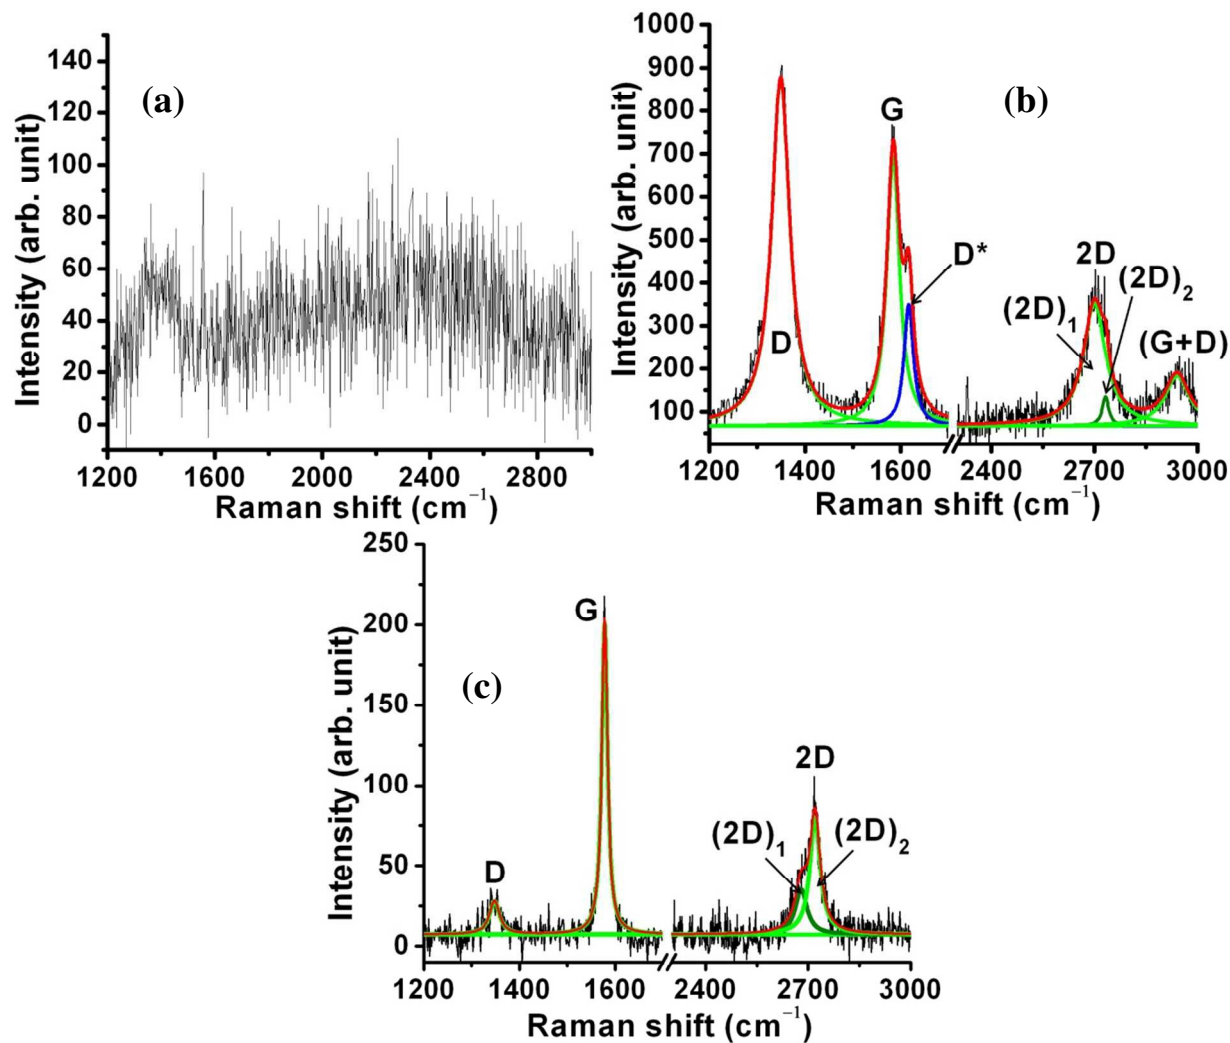 (a)
Intensity (arb. unit)
140
120
100
80
60
40
20
0
1200 1600 2000 2400 2800
Raman shift (cm⁻¹)
(b)
Intensity (arb. unit)
1000
900
800
700
600
500
400
300
200
100
D
G
D*
2D
(2D)₁
(2D)₂
(G+D)
1200 1400 1600 2400 2700 3000
Raman shift (cm⁻¹)
(c)
Intensity (arb. unit)
250
200
150
100
50
0
D
G
2D
(2D)₁
(2D)₂
1200 1400 1600 2400 2700 3000
Raman shift (cm⁻¹)